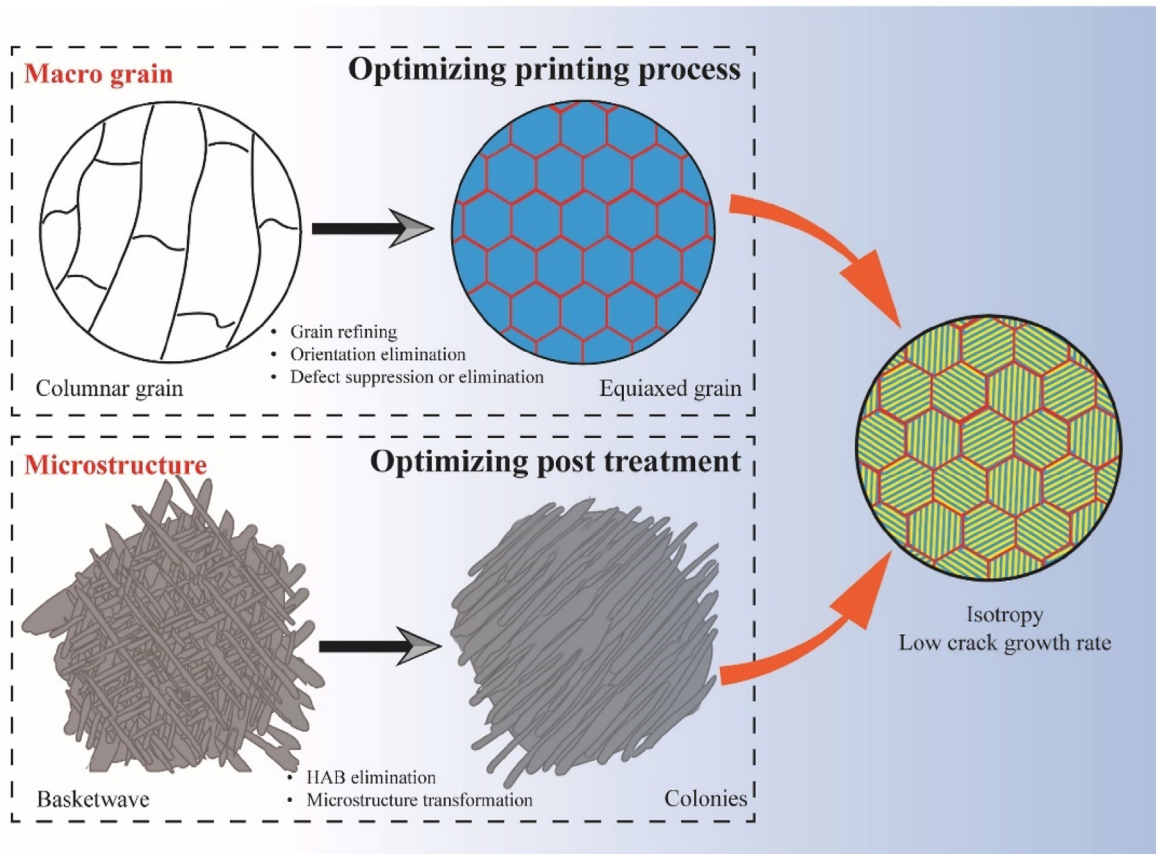 Macro grain
Optimizing printing process
• Grain refining
• Orientation elimination
• Defect suppression or elimination
Columnar grain
Equiaxed grain
Microstructure
Optimizing post treatment
• HAB elimination
• Microstructure transformation
Basketwave
Colonies
Isotropy
Low crack growth rate